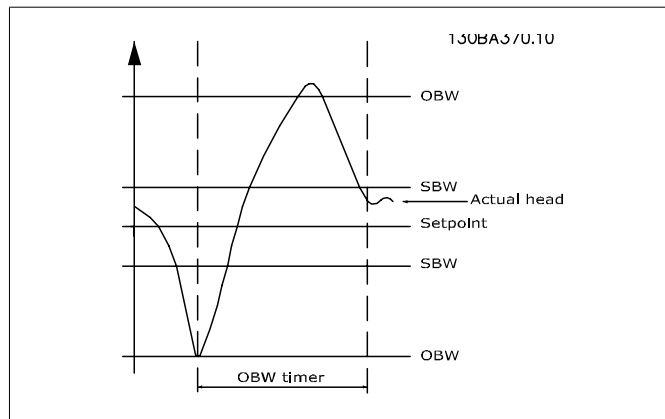 130BA370.10
OBW
SBW
Actual head
Setpoint
SBW
OBW
OBW timer